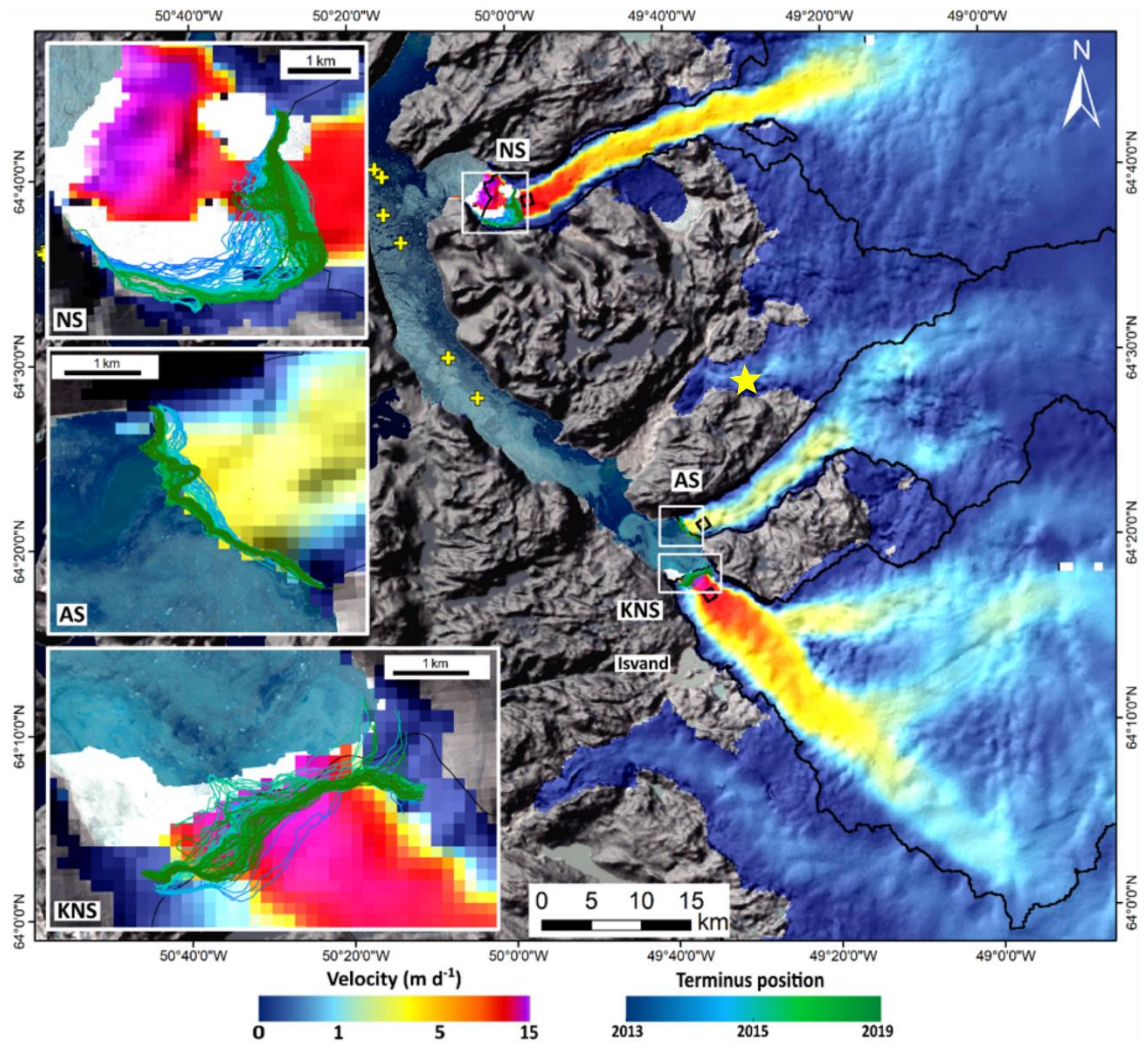 50°40'0"W 50°20'0"W 50°0'0"W 49°40'0"W 49°20'0"W 49°0'0"W
1 km
N
NS
64°40'0"N
64°40'0"N
NS
1 km
64°30'0"N
64°30'0"N
AS
64°20'0"N
64°20'0"N
AS
KNS
1 km
Isvand
64°10'0"N
64°10'0"N
KNS
0 5 10 15
km
64°0'0"N
64°0'0"N
50°40'0"W 50°20'0"W 50°0'0"W 49°40'0"W 49°20'0"W 49°0'0"W
Velocity (m d⁻¹)
Terminus position
0 1 5 15
2013 2015 2019